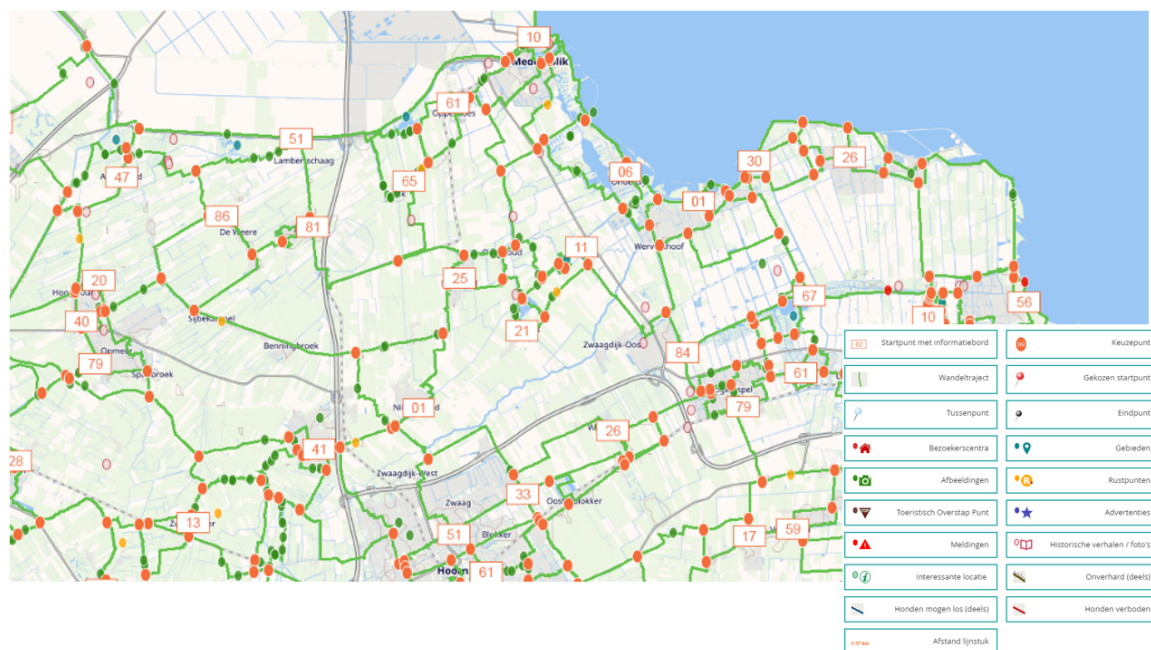 10
Medemblik
61
51
Lambertschaag
47
65
06
30
26
86
De Weere
81
01
11
Wervershoof
25
20
40
67
56
10
21
Sijbekarspel
Benningbroek
Zwaagdijk-Oost
84
Opmeer
79
Spanbroek
61
79
01
26
41
28
Zwaagdijk-West
33
Zwaag
Oosterblokker
13
51
Blokker
17
59
Hoorn
61
02 Startpunt met informatiebord
Keuzepunt
Wandeltraject
Gekozen startpunt
Tussenpunt
Eindpunt
Bezoekerscentra
Gebieden
Afbeeldingen
Rustpunten
Toeristisch Overstap Punt
Advertenties
Meldingen
Historische verhalen / foto's
Interessante locatie
Onverhard (deels)
Honden mogen los (deels)
Honden verboden
Afstand lijnstuk